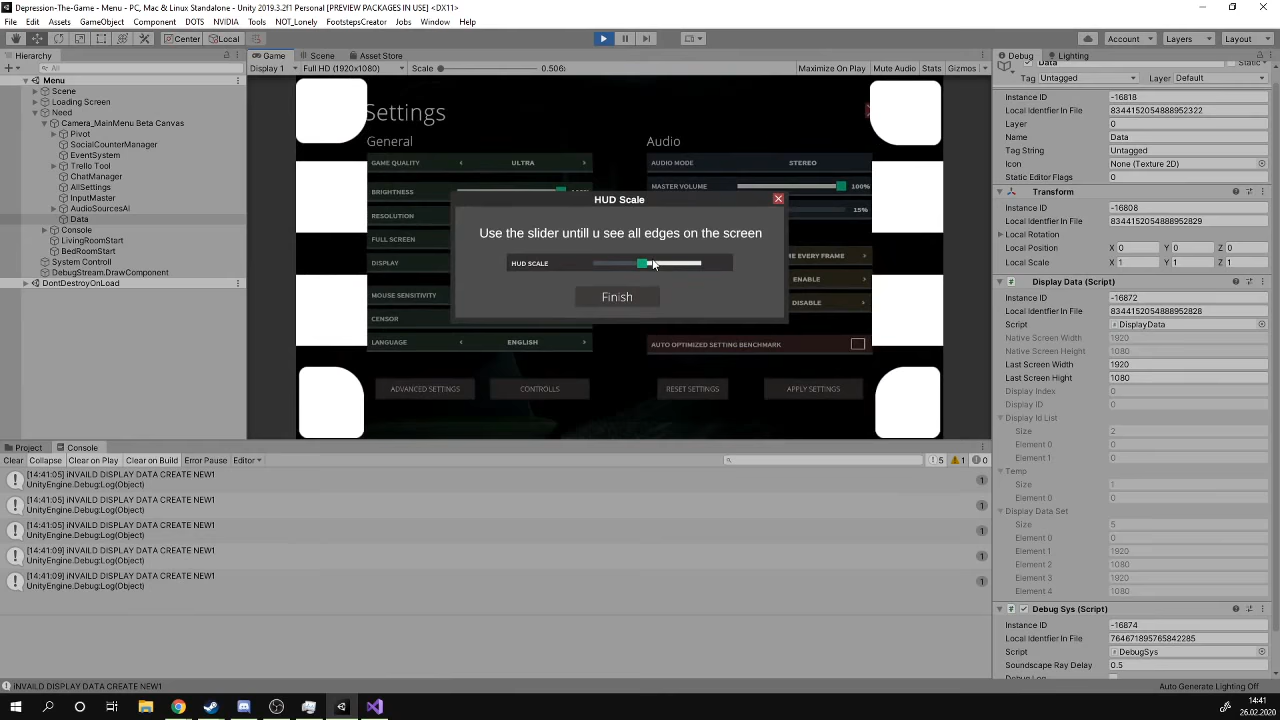 Depression-The-Game - Menu - PC, Mac & Linux Standalone - Unity 2019.3.2f1 Personal [PREVIEW PACKAGES IN USE] <DX11>
File Edit Assets GameObject Component DOTS NVIDIA Tools NOT_Lonely FootstepsCreator Jobs Window Help
Center Local Account Layers Layout
Hierarchy
Game Scene Asset Store
Debug Lighting
All
Display 1 Full HD (1920x1080) Scale 0.506x Maximize On Play Mute Audio Stats Gizmos
Menu
Scene
Loading Screen
Need
Camera_MainMenu Beta Canvas
Pivot
SocialCounterManager
EventSystem
Trello Tool
ChatManager
AllSettings
InputMaster
AudioSourcesAI
Data
Console
LivingRoomStart
BedRoomStart
System Controll
DebugStream.DrawComponent
DontDestroyOnLoad
Settings
General
GAME QUALITY ULTRA
BRIGHTNESS
RESOLUTION
FULL SCREEN
DISPLAY
MOUSE SENSITIVITY
CENSOR
LANGUAGE ENGLISH
ADVANCED SETTINGS CONTROLLS
Audio
AUDIO MODE STEREO
MASTER VOLUME 100%
15%
ME EVERY FRAME
ENABLE
DISABLE
AUTO OPTIMIZED SETTING BENCHMARK
RESET SETTINGS APPLY SETTINGS
HUD Scale
Use the slider untill u see all edges on the screen
HUD SCALE
Finish
Data Static
Tag Untagged Layer Default
Instance ID -16818
Local Identfier In File 8344152054888952322
Layer 0
Name Data
Tag String Untagged
Icon None (Texture 2D)
Static Editor Flags 0
Transform
Instance ID -16808
Local Identfier In File 8344152054888952829
Local Rotation
Local Position X 0 Y 0 Z 0
Local Scale X 1 Y 1 Z 1
Display Data (Script)
Instance ID -16872
Local Identfier In File 8344152054888952828
Script DisplayData
Native Screen Width 1920
Native Screen Height 1080
Last Screen Width 1920
Last Screen Hight 1080
Display Index 0
Display ID 0
Display Id List
Size 2
Element 0 0
Element 1 0
Temp
Size 1
Element 0 0
Display Data Set
Size 5
Element 0 0
Element 1 1920
Element 2 1080
Element 3 1920
Element 4 1080
Debug Sys (Script)
Instance ID -16874
Local Identfier In File 764671895765842285
Script DebugSys
Soundscape Ray Delay 0.5
Project Console
Clear Collapse Clear on Play Clear on Build Error Pause Editor 5 1 0
[14:41:05] iNVAILD DISPLAY DATA CREATE NEW1
UnityEngine.Debug:Log(Object)
1
[14:41:05] iNVAILD DISPLAY DATA CREATE NEW1
UnityEngine.Debug:Log(Object)
1
[14:41:05] iNVAILD DISPLAY DATA CREATE NEW1
UnityEngine.Debug:Log(Object)
1
[14:41:09] iNVAILD DISPLAY DATA CREATE NEW1
UnityEngine.Debug:Log(Object)
1
[14:41:09] iNVAILD DISPLAY DATA CREATE NEW1
UnityEngine.Debug:Log(Object)
1
iNVAILD DISPLAY DATA CREATE NEW1
Auto Generate Lighting Off
14:41
26.02.2020